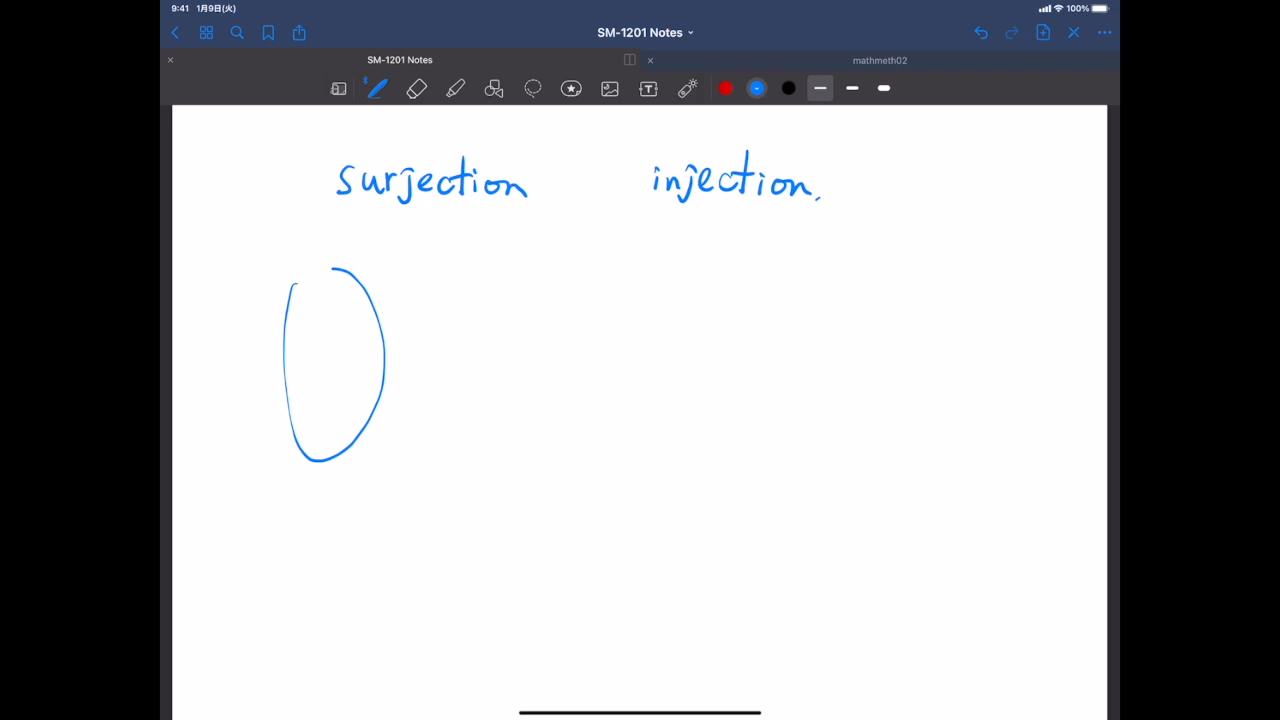 9:41 1月9日(火) 100%
SM-1201 Notes
SM-1201 Notes mathmeth02
T
surjection injection.